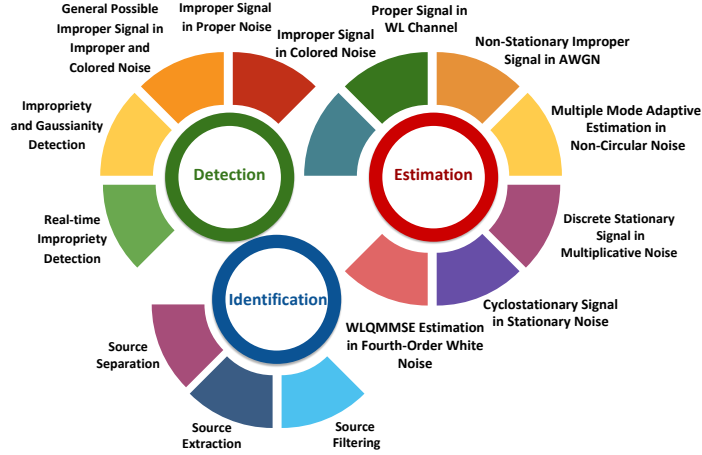 General Possible
Improper Signal in
Improper and
Colored Noise
Improper Signal
in Proper Noise
Improper Signal
in Colored Noise
Proper Signal in
WL Channel
Non-Stationary Improper
Signal in AWGN
Impropriety
and Gaussianity
Detection
Multiple Mode Adaptive
Estimation in
Non-Circular Noise
Detection
Estimation
Real-time
Impropriety
Detection
Discrete Stationary
Signal in
Multiplicative Noise
Identification
Cyclostationary Signal
in Stationary Noise
WLQMMSE Estimation
in Fourth-Order White
Noise
Source
Separation
Source
Extraction
Source
Filtering